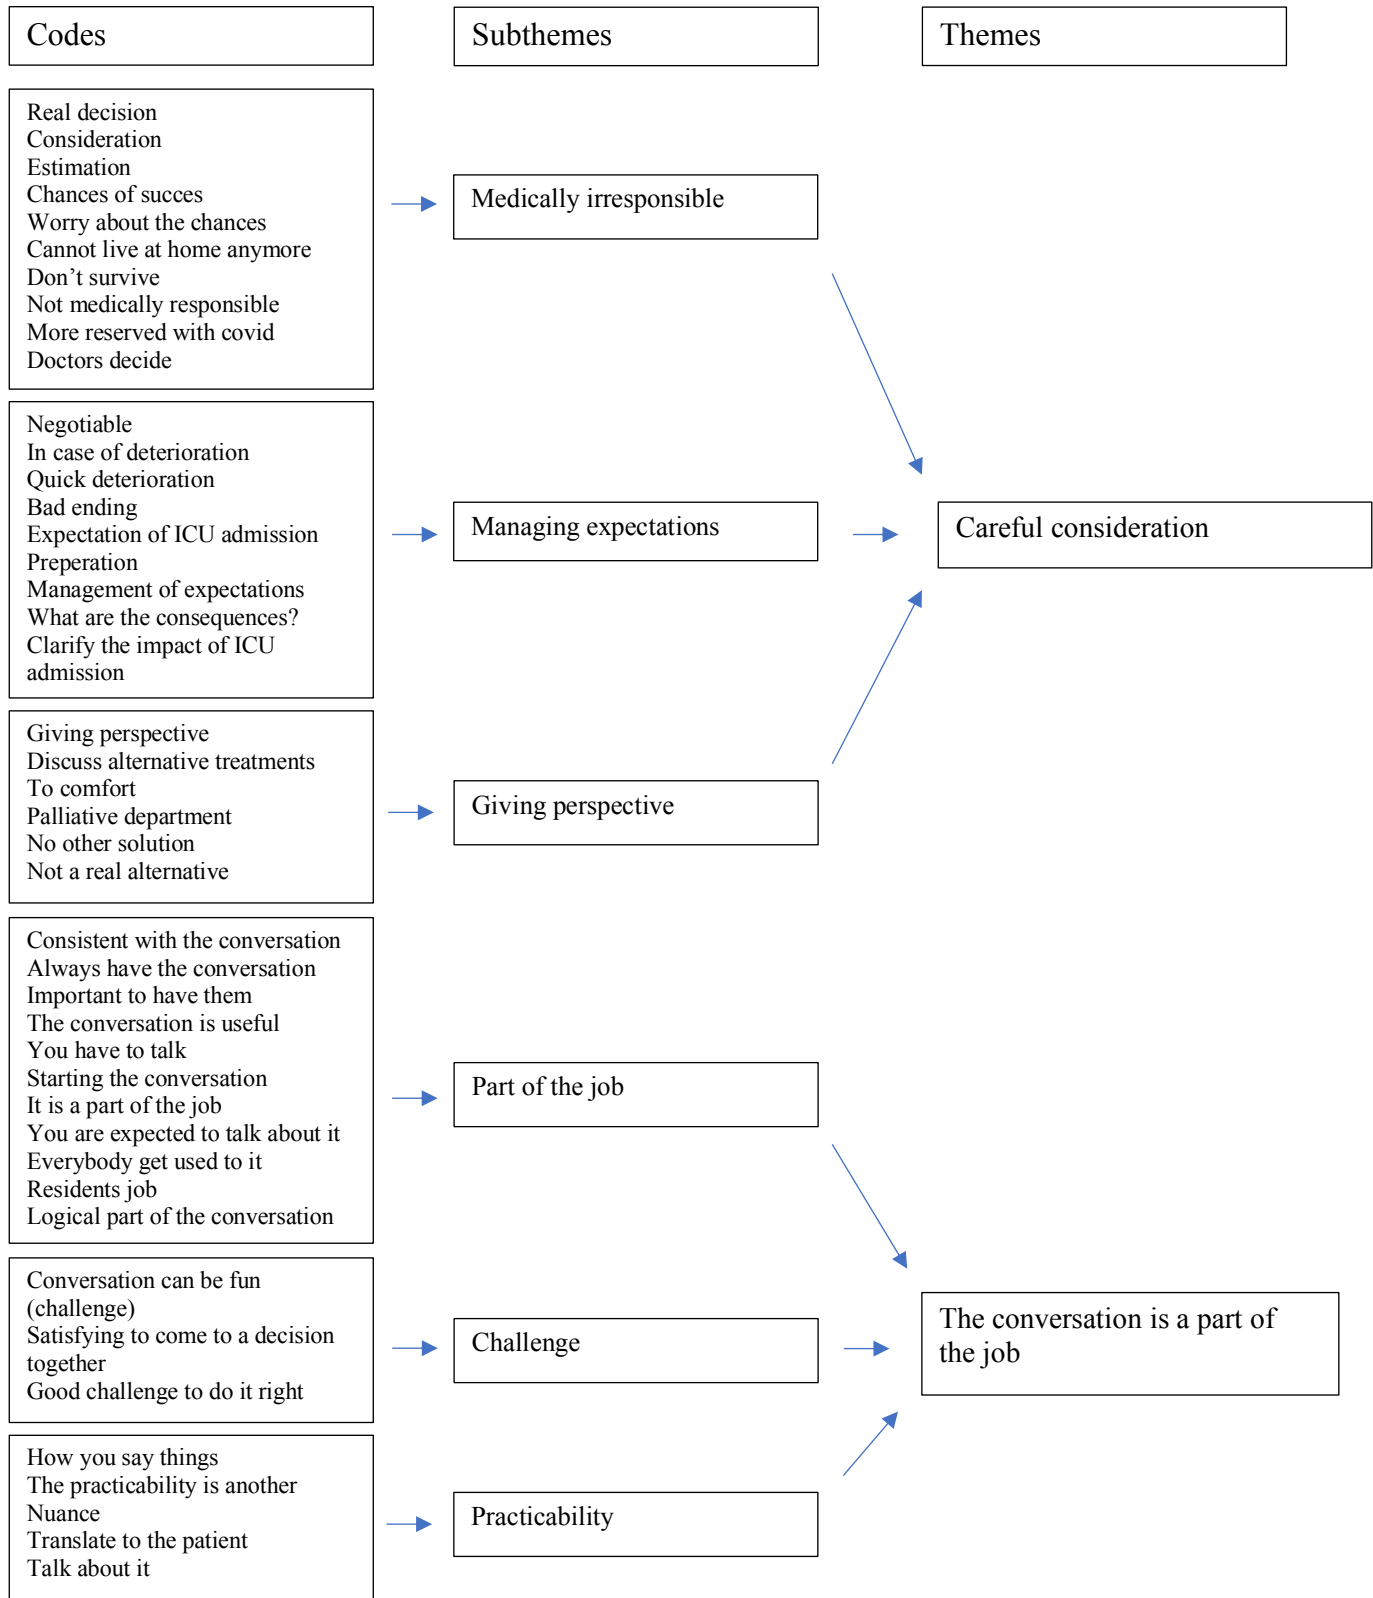 Codes
Subthemes
Themes
Real decision
Consideration
Estimation
Chances of succes
Worry about the chances
Cannot live at home anymore
Don’t survive
Not medically responsible
More reserved with covid
Doctors decide
Medically irresponsible
Negotiable
In case of deterioration
Quick deterioration
Bad ending
Expectation of ICU admission
Preperation
Management of expectations
What are the consequences?
Clarify the impact of ICU
admission
Managing expectations
Careful consideration
Giving perspective
Discuss alternative treatments
To comfort
Palliative department
No other solution
Not a real alternative
Giving perspective
Consistent with the conversation
Always have the conversation
Important to have them
The conversation is useful
You have to talk
Starting the conversation
It is a part of the job
You are expected to talk about it
Everybody get used to it
Residents job
Logical part of the conversation
Part of the job
Conversation can be fun
(challenge)
Satisfying to come to a decision
together
Good challenge to do it right
Challenge
The conversation is a part of
the job
How you say things
The practicability is another
Nuance
Translate to the patient
Talk about it
Practicability